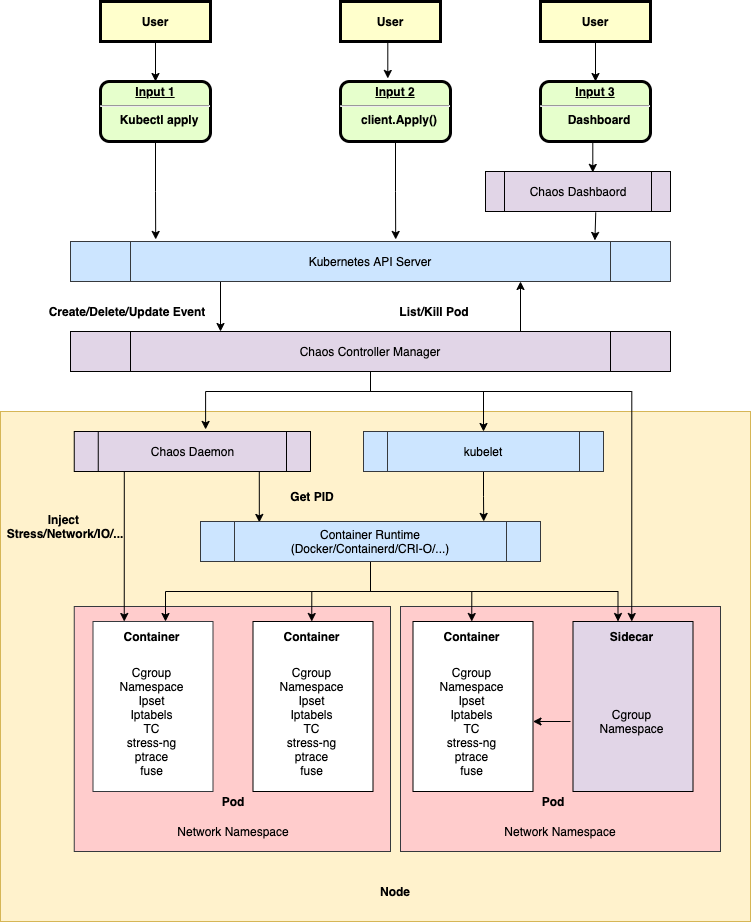 User
User
User
Input 1
Kubectl apply
Input 2
client.Apply()
Input 3
Dashboard
Chaos Dashbaord
Kubernetes API Server
Create/Delete/Update Event
List/Kill Pod
Chaos Controller Manager
Chaos Daemon
kubelet
Get PID
Inject
Stress/Network/IO/...
Container Runtime
(Docker/Containerd/CRI-O/...)
Container
Cgroup
Namespace
Ipset
Iptabels
TC
stress-ng
ptrace
fuse
Container
Cgroup
Namespace
Ipset
Iptabels
TC
stress-ng
ptrace
fuse
Pod
Network Namespace
Container
Cgroup
Namespace
Ipset
Iptabels
TC
stress-ng
ptrace
fuse
Sidecar
Cgroup
Namespace
Pod
Network Namespace
Node